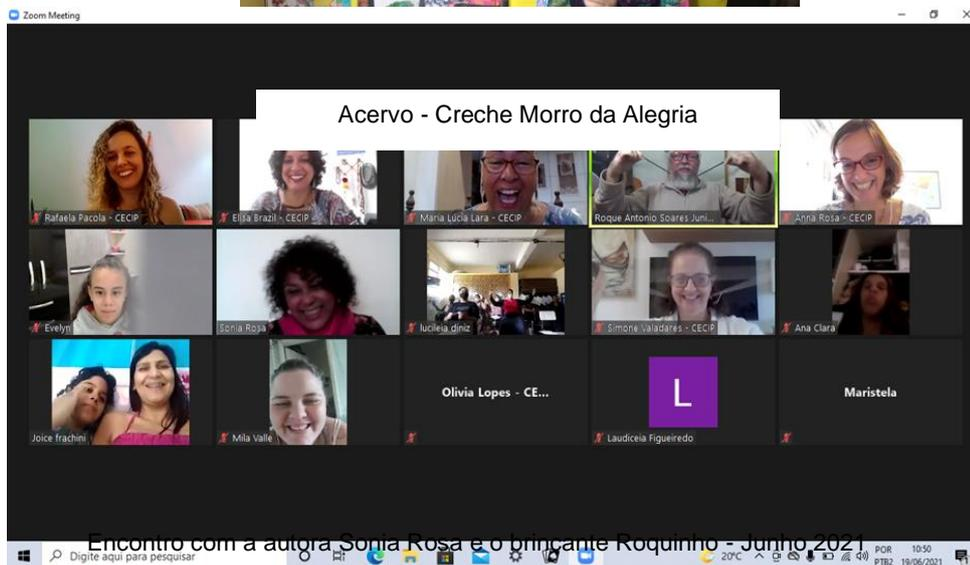 Zoom Meeting
Acervo - Creche Morro da Alegria
Rafaela Pacola - CECIP
Elisa Brazil - CECIP
Maria Lúcia Lara - CECIP
Roque Antonio Soares Juni...
Anna Rosa - CECIP
Evelyn
Sonia Rosa
lucileia diniz
Simone Valadares - CECIP
Ana Clara
Joice frachini
Mila Valle
Olivia Lopes - CE...
L
Laudiceia Figueiredo
Maristela
Encontro com a autora Sonia Rosa e o brincante Roquinho - Junho 2021
Digite aqui para pesquisar
20°C
POR
PTB2
10:50
19/06/2021